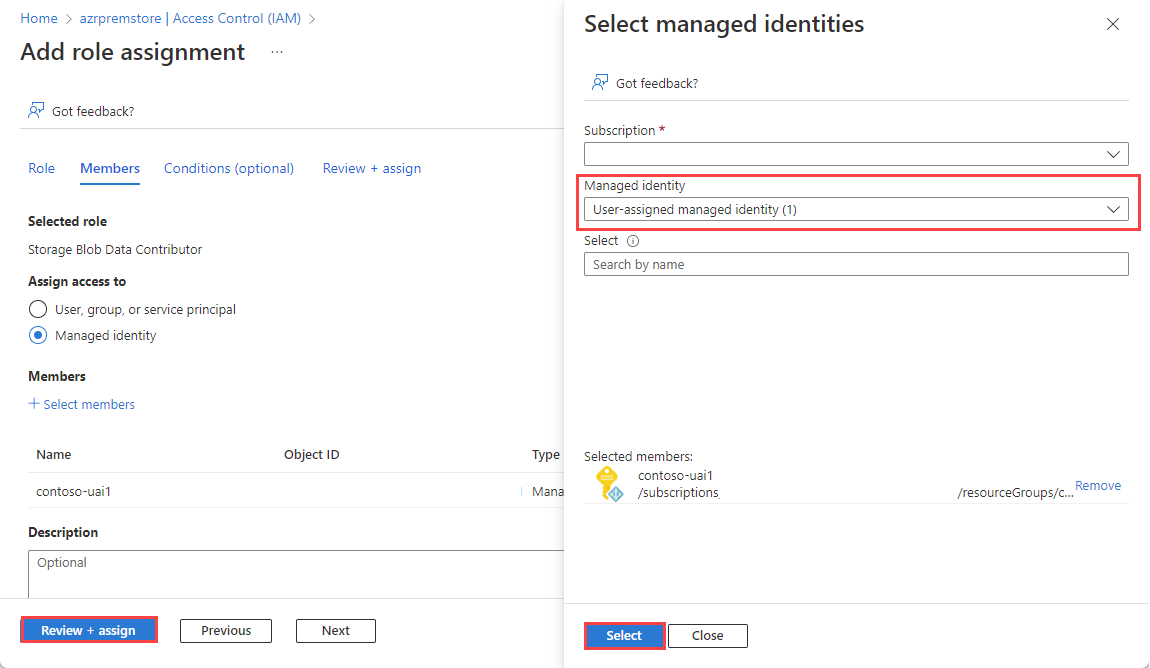 Home > azrpremstore | Access Control (IAM) >
Add role assignment ...
Got feedback?
Role Members Conditions (optional) Review + assign
Selected role
Storage Blob Data Contributor
Assign access to
User, group, or service principal
Managed identity
Members
+ Select members
Name Object ID Type
contoso-uai1 Mana
Description
Optional
Review + assign Previous Next
Select managed identities
Got feedback?
Subscription *
Managed identity
User-assigned managed identity (1)
Select
Search by name
Selected members:
contoso-uai1
/subscriptions /resourceGroups/c... Remove
Select Close